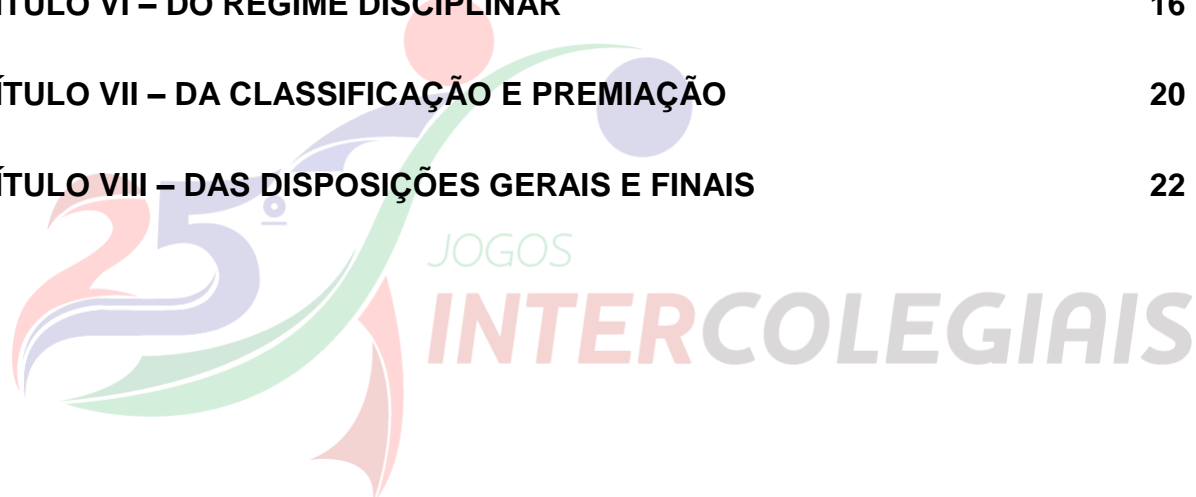 ÍTULO VI – DO REGIME DISCIPLINAR 16
ÍTULO VII – DA CLASSIFICAÇÃO E PREMIAÇÃO 20
ÍTULO VIII – DAS DISPOSIÇÕES GERAIS E FINAIS 22
25º
JOGOS
INTERCOLEGIAIS